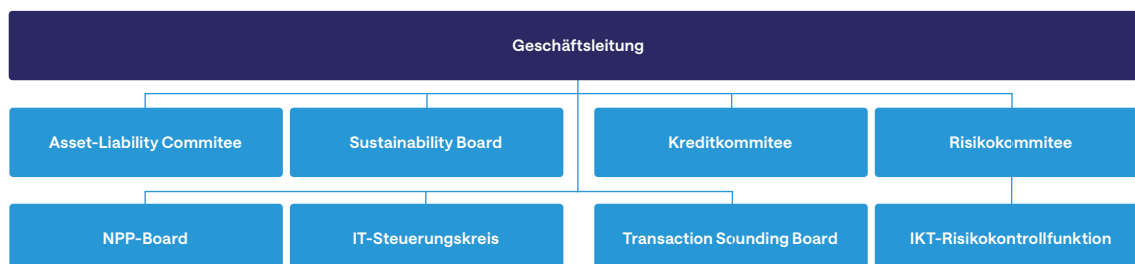 Geschäftsleitung
Asset-Liability Commitee
Sustainability Board
Kreditkommitee
Risikokommitee
NPP-Board
IT-Steuerungskreis
Transaction Sounding Board
IKT-Risikokontrollfunktion